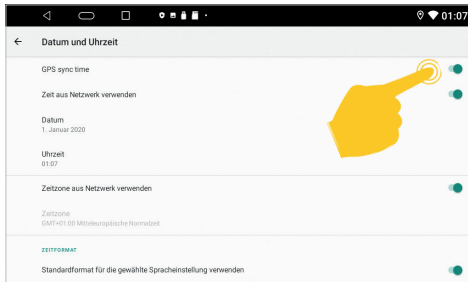 01:07
Datum und Uhrzeit
GPS sync time
Zeit aus Netzwerk verwenden
Datum
1. Januar 2020
Uhrzeit
01:07
Zeitzone aus Netzwerk verwenden
Zeitzone
GMT+01:00 Mitteleuropäische Normalzeit
ZEITFORMAT
Standardformat für die gewählte Spracheinstellung verwenden